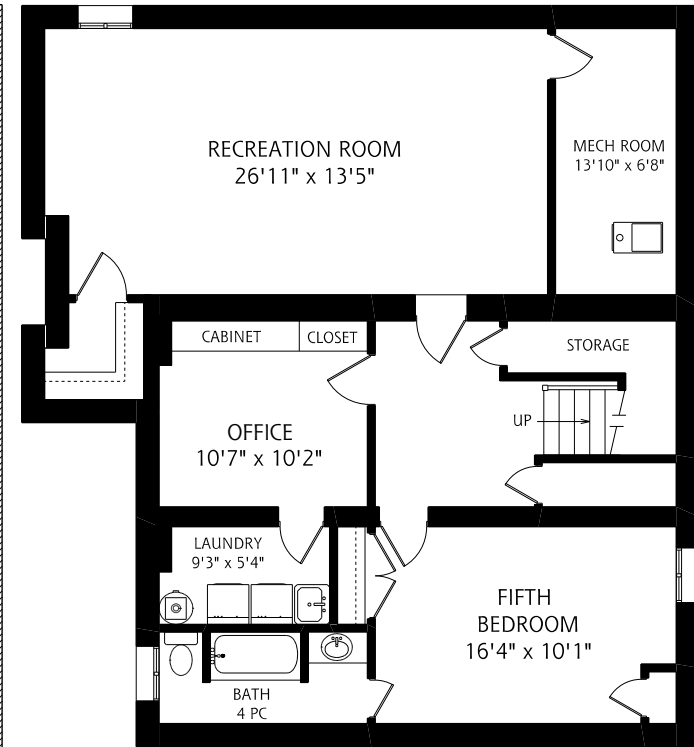 RECREATION ROOM
26'11" x 13'5"
MECH ROOM
13'10" x 6'8"
CABINET
CLOSET
STORAGE
UP
OFFICE
10'7" x 10'2"
LAUNDRY
9'3" x 5'4"
FIFTH
BEDROOM
16'4" x 10'1"
BATH
4 PC